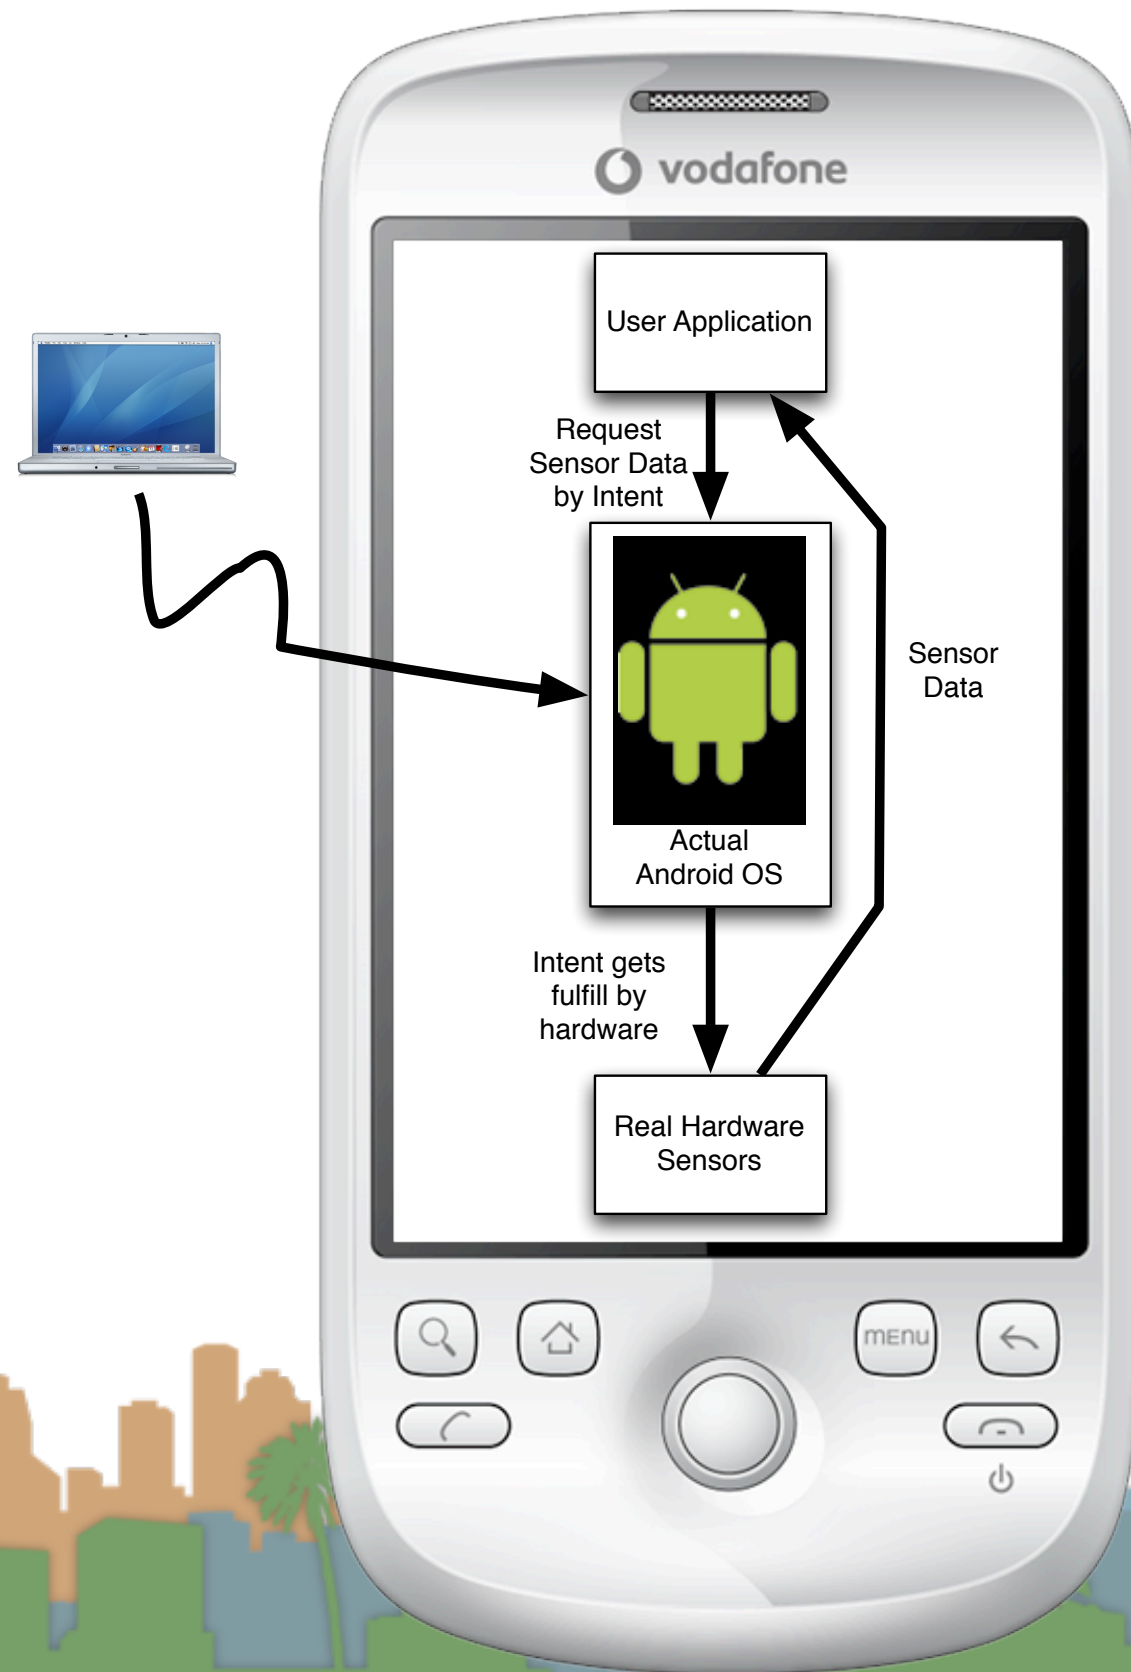 vodafone
User Application
Request
Sensor Data
by Intent
Sensor
Data
Actual
Android OS
Intent gets
fulfill by
hardware
Real Hardware
Sensors
mEnu